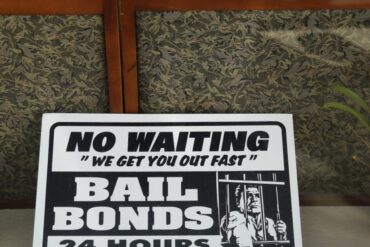 NO WAITING
"WE GET YOU OUT FAST"
BAIL
BONDS
24 HOURS